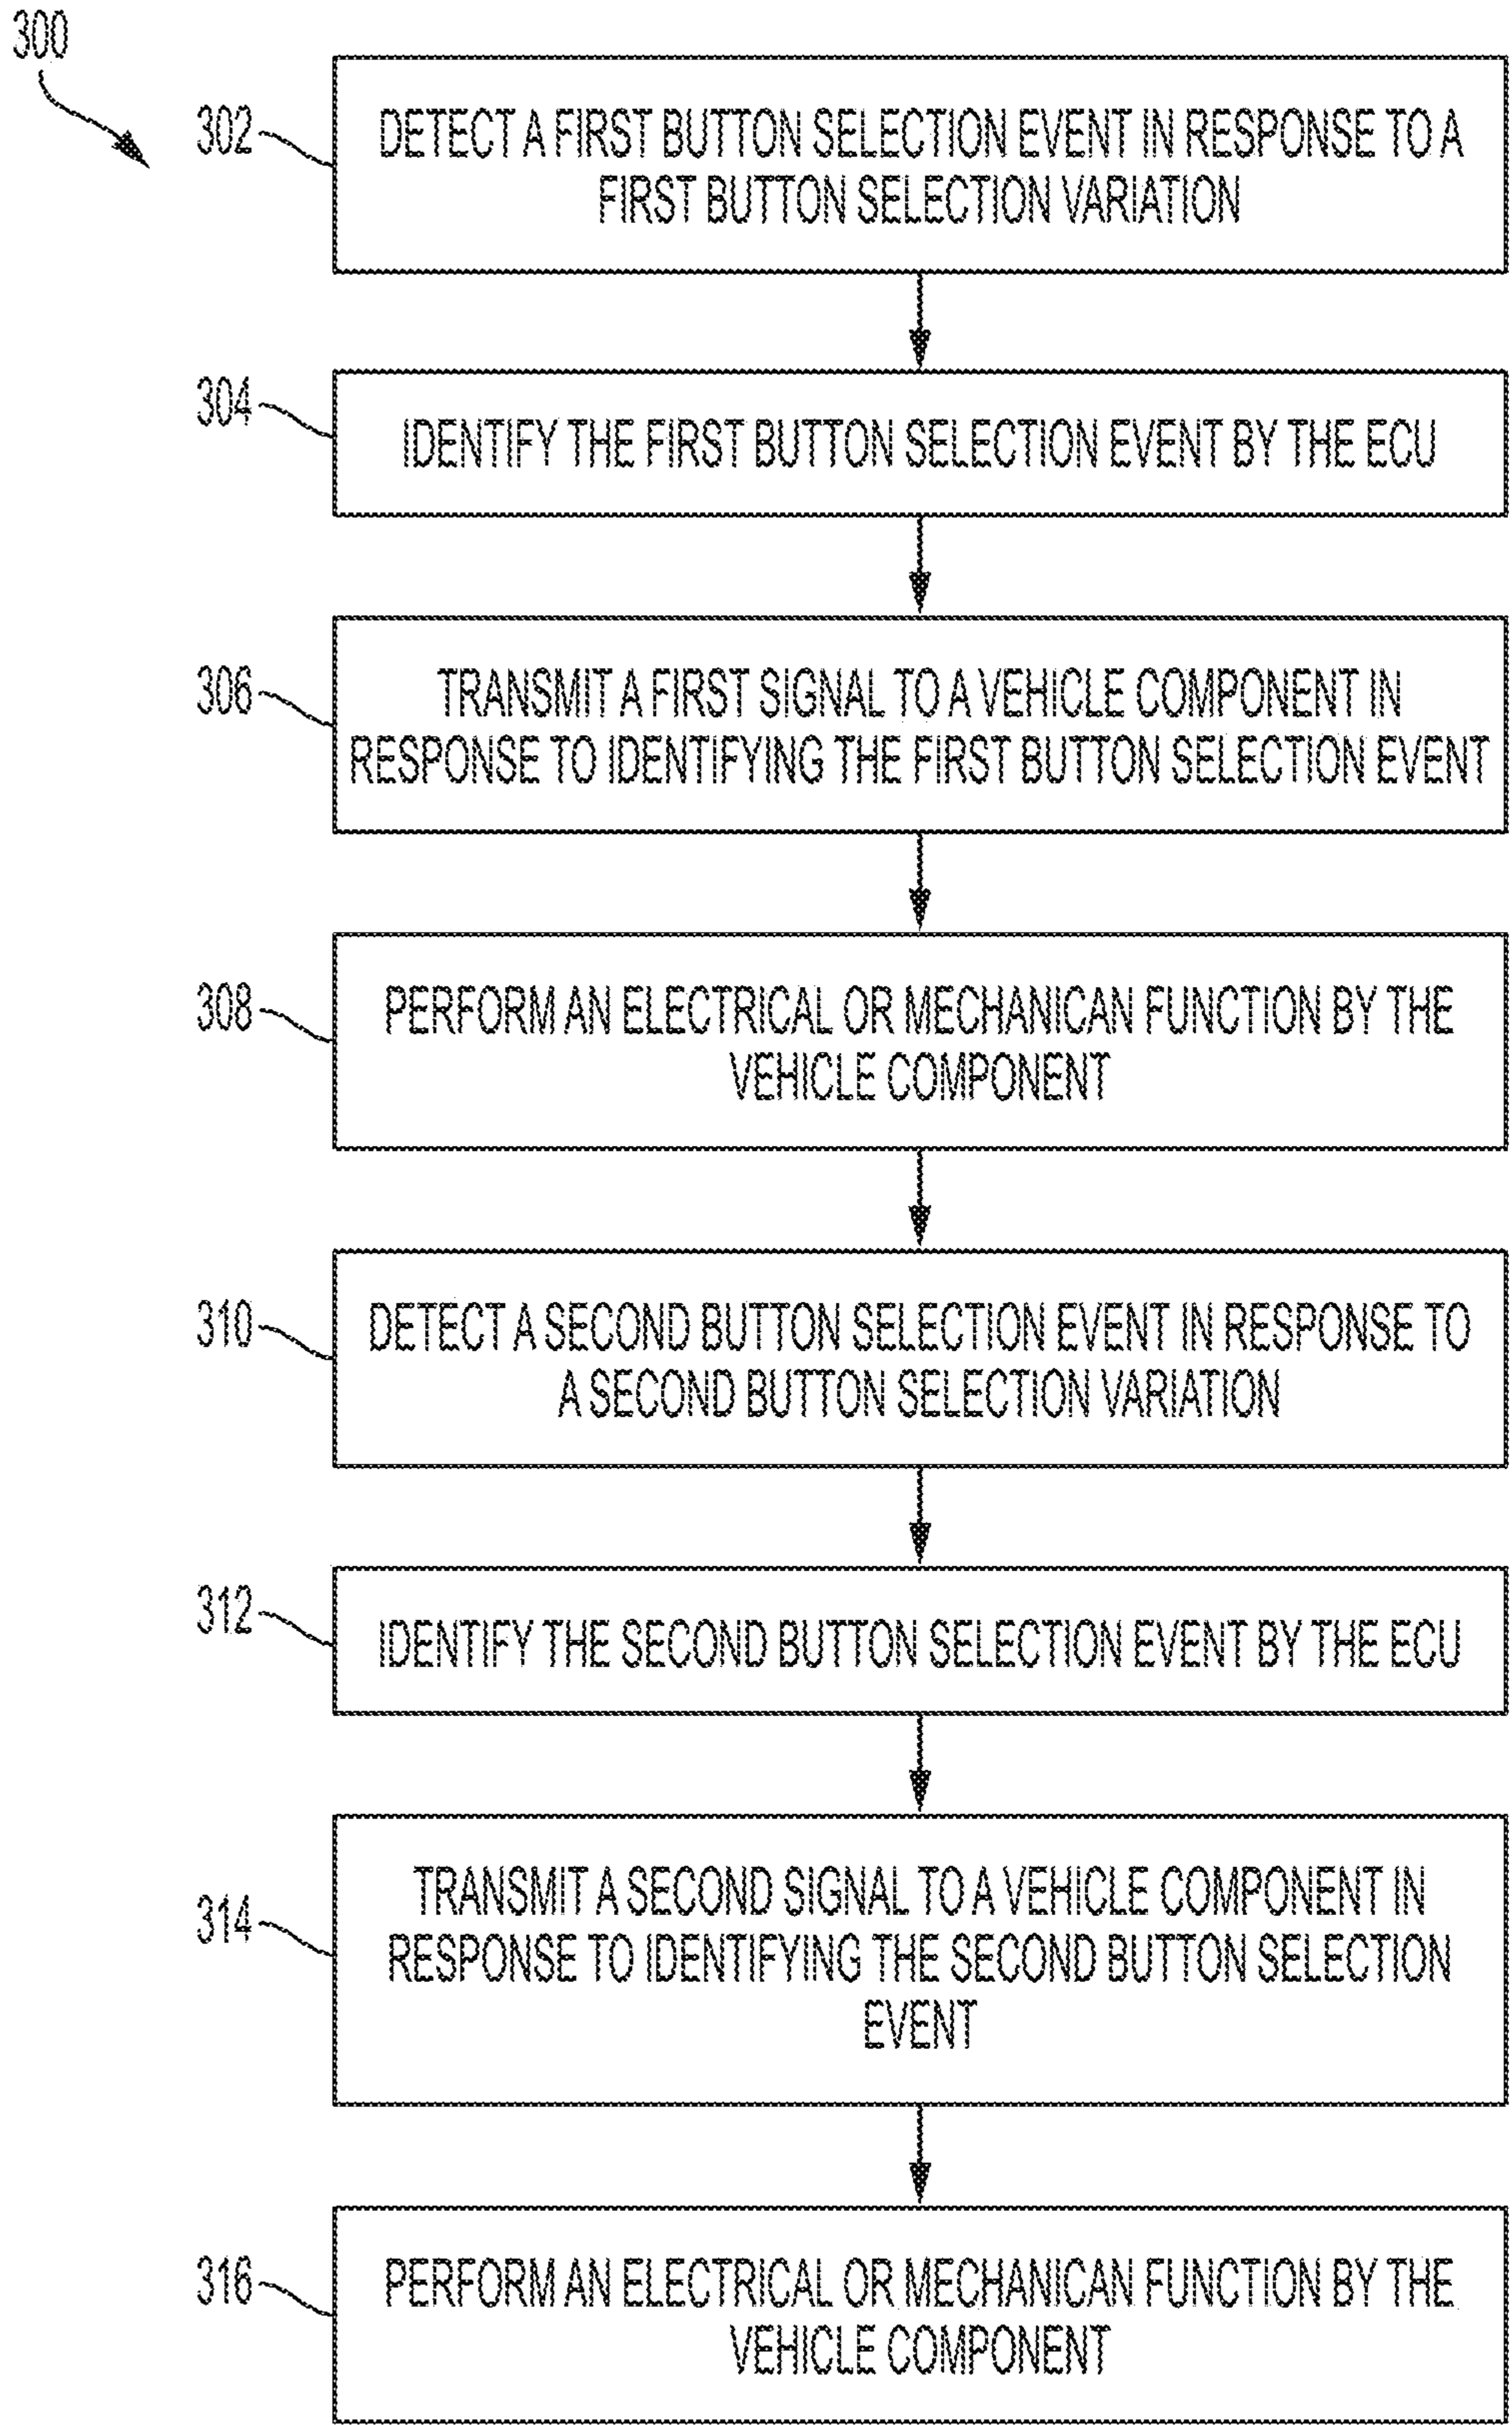 300
302
DETECT A FIRST BUTTON SELECTION EVENT IN RESPONSE TO A
FIRST BUTTON SELECTION VARIATION
304
IDENTIFY THE FIRST BUTTON SELECTION EVENT BY THE ECU
306
TRANSMIT A FIRST SIGNAL TO A VEHICLE COMPONENT IN
RESPONSE TO IDENTIFYING THE FIRST BUTTON SELECTION EVENT
308
PERFORM AN ELECTRICAL OR MECHANICAN FUNCTION BY THE
VEHICLE COMPONENT
310
DETECT A SECOND BUTTON SELECTION EVENT IN RESPONSE TO
A SECOND BUTTON SELECTION VARIATION
312
IDENTIFY THE SECOND BUTTON SELECTION EVENT BY THE ECU
314
TRANSMIT A SECOND SIGNAL TO A VEHICLE COMPONENT IN
RESPONSE TO IDENTIFYING THE SECOND BUTTON SELECTION
EVENT
316
PERFORM AN ELECTRICAL OR MECHANICAN FUNCTION BY THE
VEHICLE COMPONENT